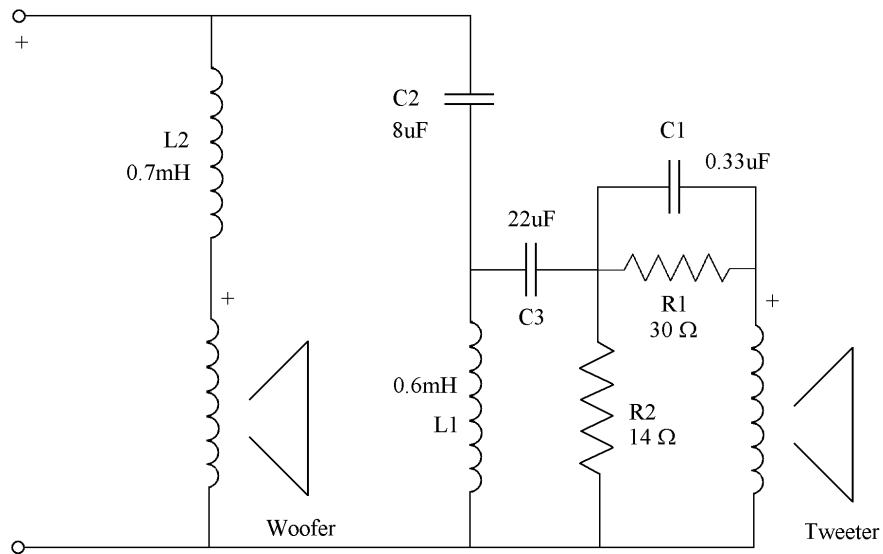 +
L2
0.7mH
+
Woofer
C2
8uF
22uF
C3
C1
0.33uF
R1
30 Ω
+
0.6mH
L1
R2
14 Ω
Tweeter